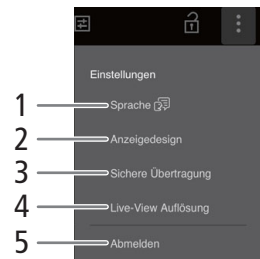 Einstellungen
1 Sprache
2 Anzeigedesign
3 Sichere Übertragung
4 Live-View Auflösung
5 Abmelden